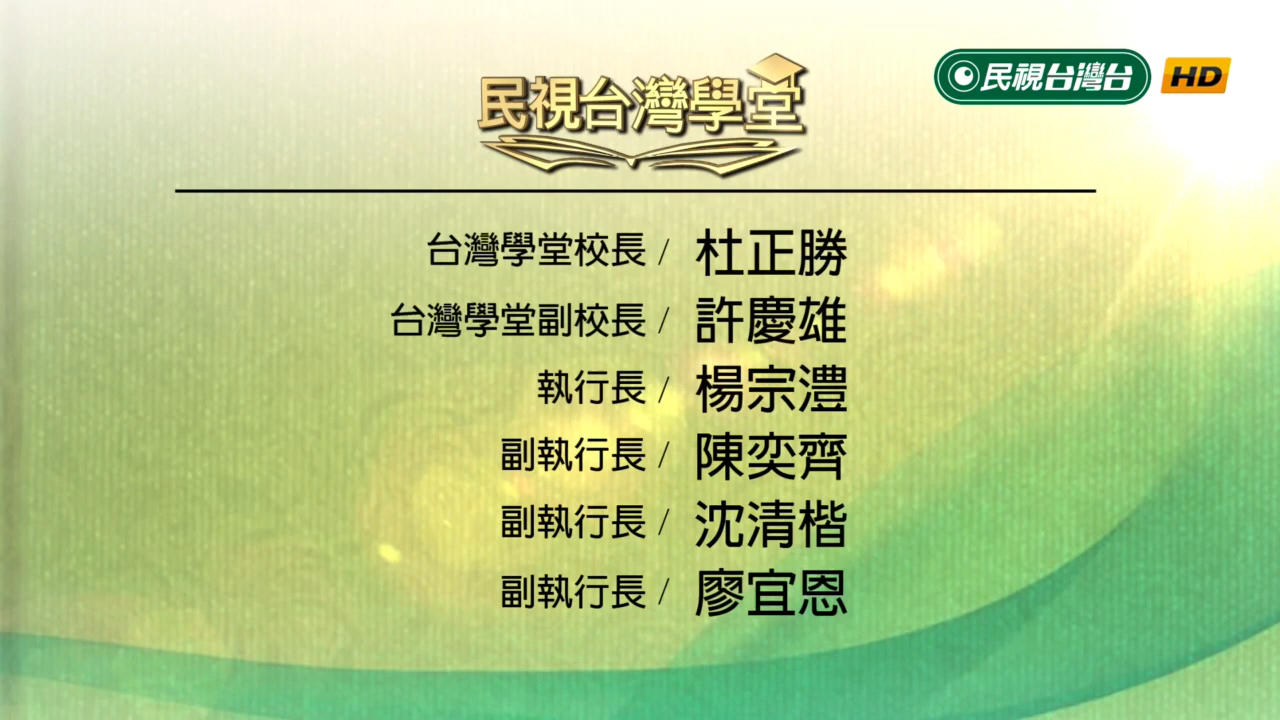 民視台灣學堂
民視台灣台 HD
台灣學堂校長 / 杜正勝
台灣學堂副校長 / 許慶雄
執行長 / 楊宗澧
副執行長 / 陳奕齊
副執行長 / 沈清楷
副執行長 / 廖宜恩